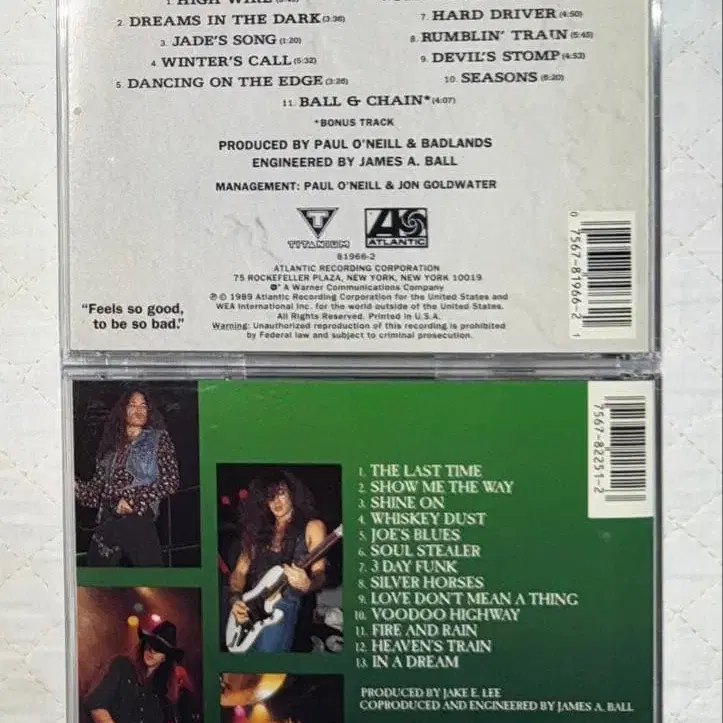 1. HIGH WIRE
2. DREAMS IN THE DARK (3:36)
3. JADE'S SONG (1:20)
4. WINTER'S CALL (5:32)
5. DANCING ON THE EDGE (3:26)
7. HARD DRIVER (4:50)
8. RUMBLIN' TRAIN (5:45)
9. DEVIL'S STOMP (4:53)
10. SEASONS (6:20)
11. BALL & CHAIN* (4:07)
*BONUS TRACK
PRODUCED BY PAUL O'NEILL & BADLANDS
ENGINEERED BY JAMES A. BALL
MANAGEMENT: PAUL O'NEILL & JON GOLDWATER
TITANIUM
ATLANTIC
81966-2
ATLANTIC RECORDING CORPORATION
75 ROCKEFELLER PLAZA, NEW YORK, NEW YORK 10019
A Warner Communications Company
℗ © 1989 Atlantic Recording Corporation for the United States and
WEA International Inc. for the world outside of the United States.
All Rights Reserved. Printed in U.S.A.
Warning: Unauthorized reproduction of this recording is prohibited
by Federal law and subject to criminal prosecution.
"Feels so good,
to be so bad."
0 7567-81966-2 1
7567-82251-2
1. THE LAST TIME
2. SHOW ME THE WAY
3. SHINE ON
4. WHISKEY DUST
5. JOE'S BLUES
6. SOUL STEALER
7. 3 DAY FUNK
8. SILVER HORSES
9. LOVE DON'T MEAN A THING
10. VOODOO HIGHWAY
11. FIRE AND RAIN
12. HEAVEN'S TRAIN
13. IN A DREAM
PRODUCED BY JAKE E. LEE
COPRODUCED AND ENGINEERED BY JAMES A. BALL